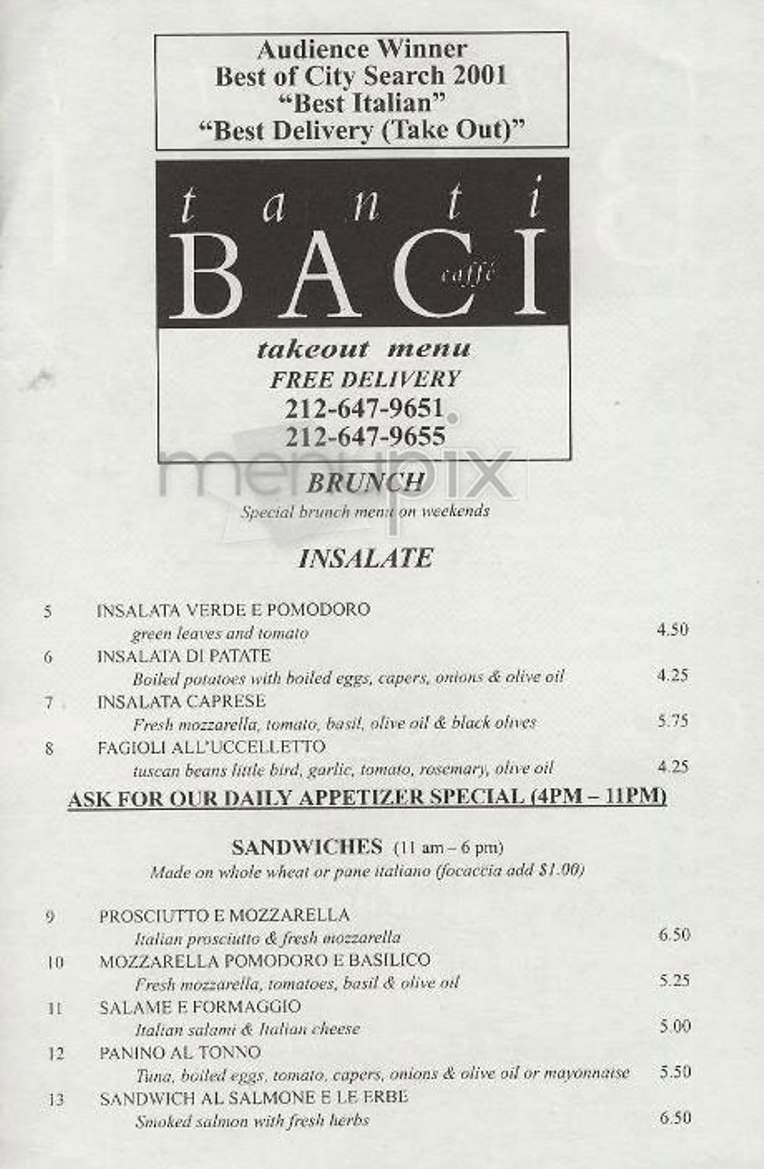 Audience Winner
Best of City Search 2001
“Best Italian”
“Best Delivery (Take Out)”
tanti
BACI
caffé
takeout menu
FREE DELIVERY
212-647-9651
212-647-9655
menupix
BRUNCH
Special brunch menu on weekends
INSALATE
5 INSALATA VERDE E POMODORO
green leaves and tomato 4.50
6 INSALATA DI PATATE
Boiled potatoes with boiled eggs, capers, onions & olive oil 4.25
7 INSALATA CAPRESE
Fresh mozzarella, tomato, basil, olive oil & black olives 5.75
8 FAGIOLI ALL'UCCELLETTO
tuscan beans little bird, garlic, tomato, rosemary, olive oil 4.25
ASK FOR OUR DAILY APPETIZER SPECIAL (4PM – 11PM)
SANDWICHES (11 am – 6 pm)
Made on whole wheat or pane italiano (focaccia add $1.00)
9 PROSCIUTTO E MOZZARELLA
Italian prosciutto & fresh mozzarella 6.50
10 MOZZARELLA POMODORO E BASILICO
Fresh mozzarella, tomatoes, basil & olive oil 5.25
11 SALAME E FORMAGGIO
Italian salami & Italian cheese 5.00
12 PANINO AL TONNO
Tuna, boiled eggs, tomato, capers, onions & olive oil or mayonnaise 5.50
13 SANDWICH AL SALMONE E LE ERBE
Smoked salmon with fresh herbs 6.50